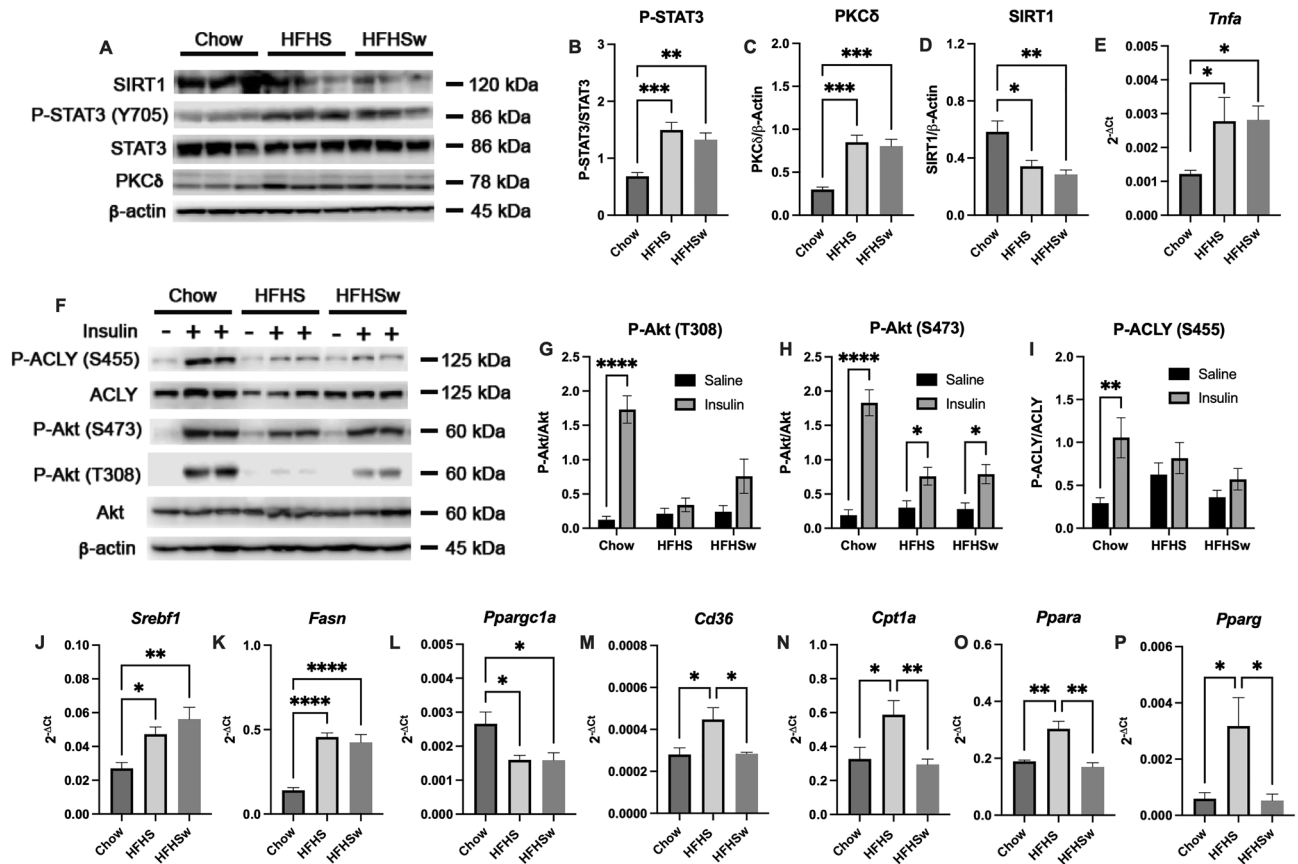 A
Chow HFHS HFHSw
SIRT1 120 kDa
P-STAT3 (Y705) 86 kDa
STAT3 86 kDa
PKCδ 78 kDa
β-actin 45 kDa
B
P-STAT3
**
***
P-STAT3/STAT3
3
2
1
0
Chow HFHS HFHSw
C
PKCδ
***
***
PKCδ/β-Actin
2.0
1.5
1.0
0.5
0.0
Chow HFHS HFHSw
D
SIRT1
**
*
SIRT1/β-Actin
1.2
0.8
0.4
0.0
Chow HFHS HFHSw
E
Tnfa
*
*
2-ΔCt
0.005
0.004
0.003
0.002
0.001
0.000
Chow HFHS HFHSw
F
Chow HFHS HFHSw
Insulin - + + - + + - + +
P-ACLY (S455) 125 kDa
ACLY 125 kDa
P-Akt (S473) 60 kDa
P-Akt (T308) 60 kDa
Akt 60 kDa
β-actin 45 kDa
G
P-Akt (T308)
****
Saline
Insulin
P-Akt/Akt
2.5
2.0
1.5
1.0
0.5
0.0
Chow HFHS HFHSw
H
P-Akt (S473)
****
Saline
Insulin
* *
P-Akt/Akt
2.5
2.0
1.5
1.0
0.5
0.0
Chow HFHS HFHSw
I
P-ACLY (S455)
**
Saline
Insulin
P-ACLY/ACLY
2.0
1.5
1.0
0.5
0.0
Chow HFHS HFHSw
J
Srebf1
**
*
2-ΔCt
0.10
0.08
0.06
0.04
0.02
0.00
Chow HFHS HFHSw
K
Fasn
****
****
2-ΔCt
1.0
0.5
0.0
Chow HFHS HFHSw
L
Ppargc1a
*
*
2-ΔCt
0.005
0.004
0.003
0.002
0.001
0.000
Chow HFHS HFHSw
M
Cd36
* *
2-ΔCt
0.0008
0.0006
0.0004
0.0002
0.0000
Chow HFHS HFHSw
N
Cpt1a
* **
2-ΔCt
1.0
0.8
0.6
0.4
0.2
0.0
Chow HFHS HFHSw
O
Ppara
** **
2-ΔCt
0.6
0.4
0.2
0.0
Chow HFHS HFHSw
P
Pparg
* *
2-ΔCt
0.006
0.004
0.002
0.000
Chow HFHS HFHSw